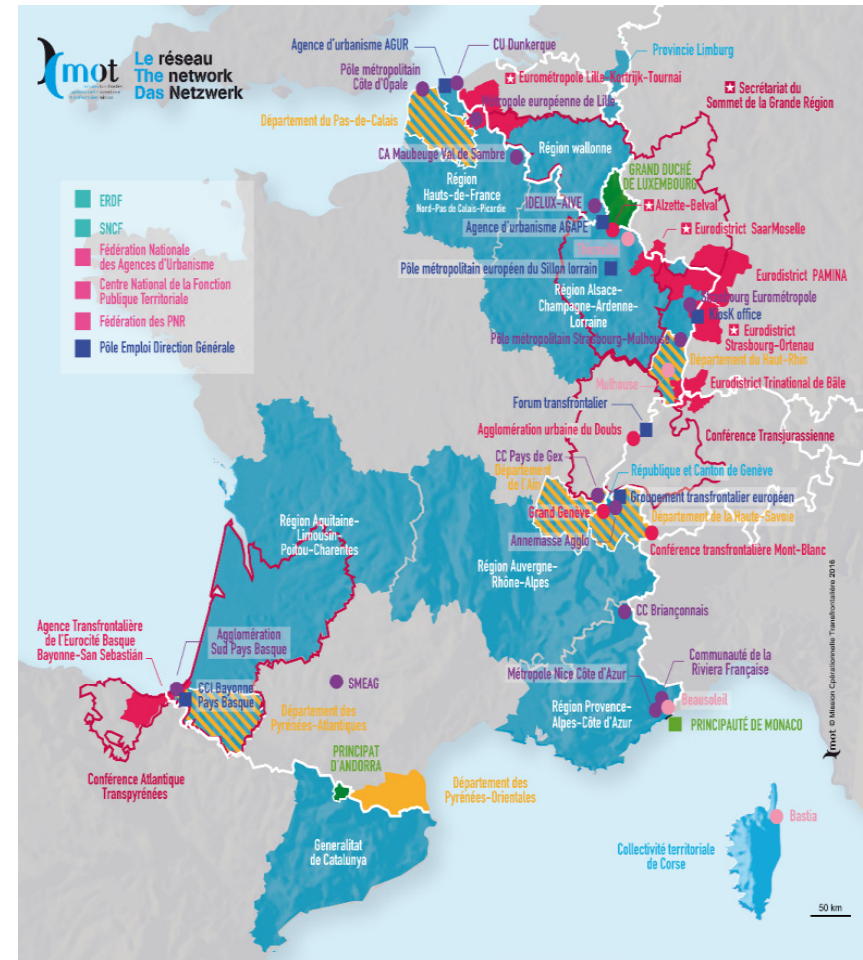 mot
Le réseau
The network
Das Netzwerk
Agence d'urbanisme AGUR
CU Dunkerque
Pôle métropolitain
Côte d'Opale
Provincie Limburg
Eurométropole Lille-Kortrijk-Tournai
Secrétariat du
Sommet de la Grande Région
Département du Pas-de-Calais
Métropole européenne de Lille
CA Maubeuge Val de Sambre
Région wallonne
Région
Hauts-de-France
Nord-Pas de Calais-Picardie
GRAND DUCHÉ
DE LUXEMBOURG
IDELUX-AIVE
Alzette-Belval
Agence d'urbanisme AGAPE
Eurodistrict SaarMoselle
Pôle métropolitain européen du Sillon lorrain
Eurodistrict PAMINA
Région Alsace-
Champagne-Ardenne-
Lorraine
Strasbourg Eurométropole
KiosK office
Pôle métropolitain Strasbourg-Mulhouse
Eurodistrict
Strasbourg-Ortenau
Département du Haut-Rhin
Mulhouse
Eurodistrict Trinational de Bâle
ERDF
SNCF
Fédération Nationale
des Agences d'Urbanisme
Centre National de la Fonction
Publique Territoriale
Fédération des PNR
Pôle Emploi Direction Générale
Forum transfrontalier
Agglomération urbaine du Doubs
Conférence Transjurassienne
CC Pays de Gex
Département
de l'Ain
République et Canton de Genève
Groupement transfrontalier européen
Grand Genève
Département de la Haute-Savoie
Annemasse Agglo
Conférence transfrontalière Mont-Blanc
Région Aquitaine-
Limousin-
Poitou-Charentes
Région Auvergne-
Rhône-Alpes
CC Briançonnais
Agence Transfrontalière
de l'Eurocité Basque
Bayonne-San Sebastián
Agglomération
Sud Pays Basque
Communauté de la
Riviera Française
Métropole Nice Côte d'Azur
SMEAG
CCI Bayonne
Pays Basque
Beausoleil
Région Provence-
Alpes-Côte d'Azur
Département des
Pyrénées-Atlantiques
PRINCIPAUTÉ DE MONACO
PRINCIPAT
D'ANDORRA
Conférence Atlantique
Transpyrénées
Département des
Pyrénées-Orientales
Generalitat
de Catalunya
Bastia
Collectivité territoriale
de Corse
50 km
mot © Mission Opérationnelle Transfrontalière 2016